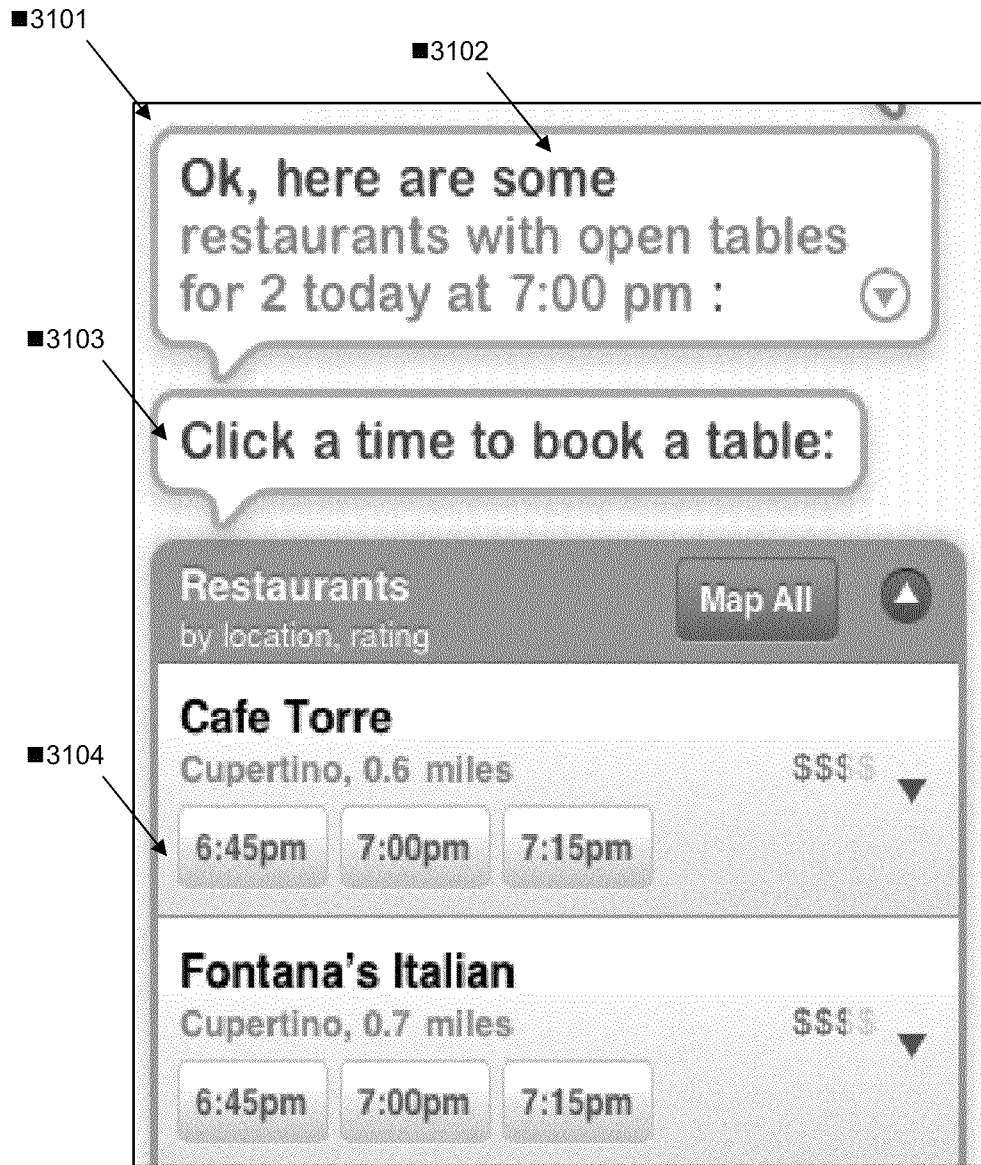 ■3101
■3102
Ok, here are some
restaurants with open tables
for 2 today at 7:00 pm :
■3103
Click a time to book a table:
Restaurants
by location, rating
Map All
Cafe Torre
■3104
Cupertino, 0.6 miles
$$$$
6:45pm 7:00pm 7:15pm
Fontana's Italian
Cupertino, 0.7 miles
$$$$
6:45pm 7:00pm 7:15pm